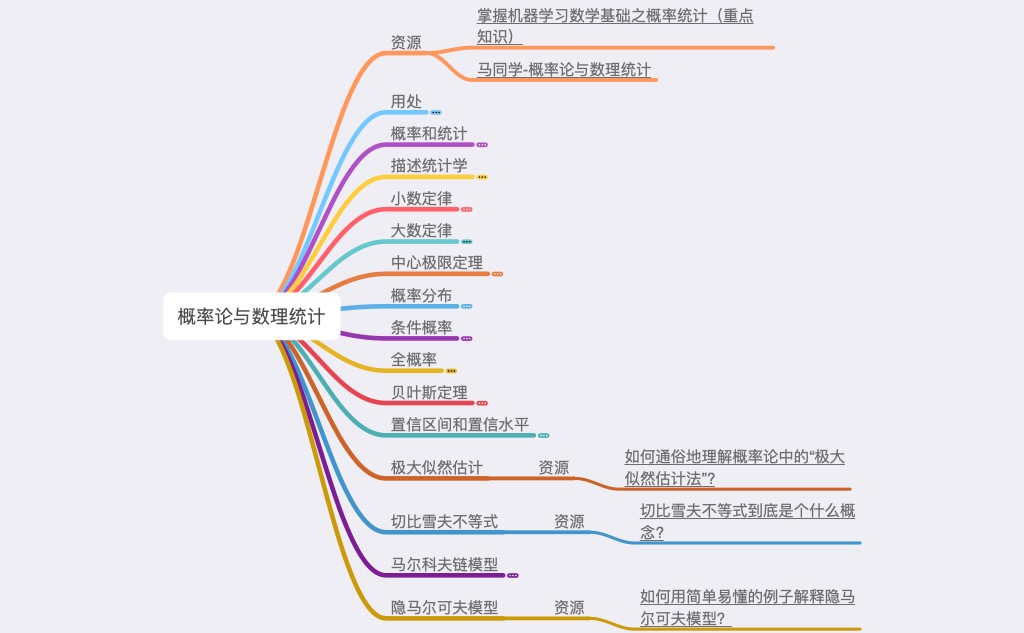 掌握机器学习数学基础之概率统计（重点
知识）
资源
马同学-概率论与数理统计
用处
概率和统计
描述统计学
小数定律
大数定律
中心极限定理
概率分布
概率论与数理统计
条件概率
全概率
贝叶斯定理
置信区间和置信水平
极大似然估计
资源
如何通俗地理解概率论中的“极大
似然估计法”?
切比雪夫不等式
资源
切比雪夫不等式到底是个什么概
念?
马尔科夫链模型
隐马尔可夫模型
资源
如何用简单易懂的例子解释隐马
尔可夫模型?